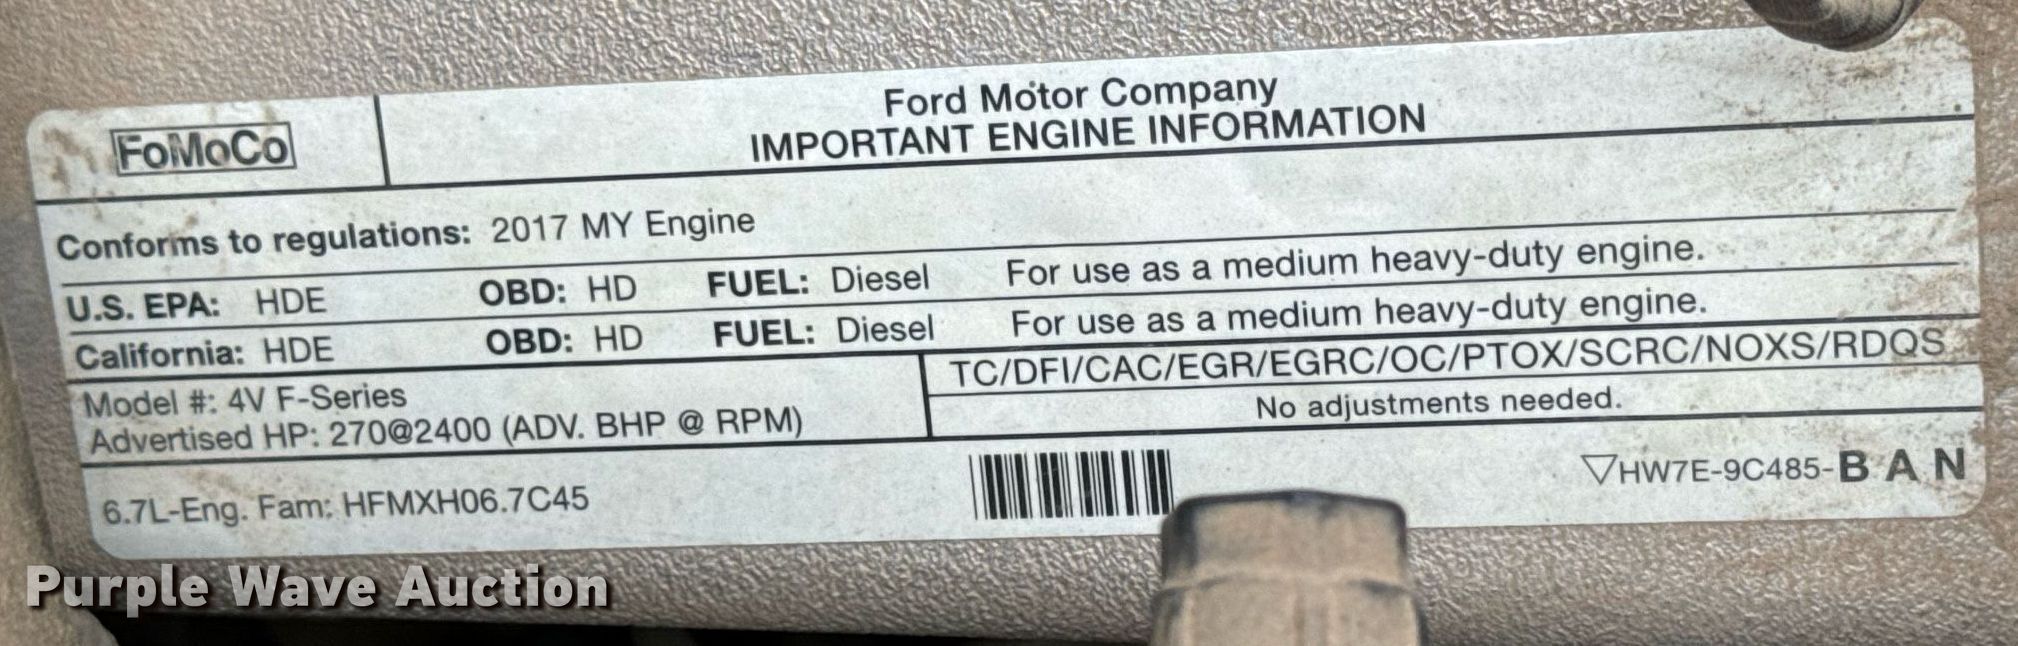 FoMoCo
Ford Motor Company
IMPORTANT ENGINE INFORMATION
Conforms to regulations: 2017 MY Engine
U.S. EPA: HDE OBD: HD FUEL: Diesel For use as a medium heavy-duty engine.
California: HDE OBD: HD FUEL: Diesel For use as a medium heavy-duty engine.
Model #: 4V F-Series
Advertised HP: 270@2400 (ADV. BHP @ RPM)
TC/DFI/CAC/EGR/EGRC/OC/PTOX/SCRC/NOXS/RDQS
No adjustments needed.
6.7L-Eng. Fam: HFMXH06.7C45
▽HW7E-9C485-B A N
Purple Wave Auction